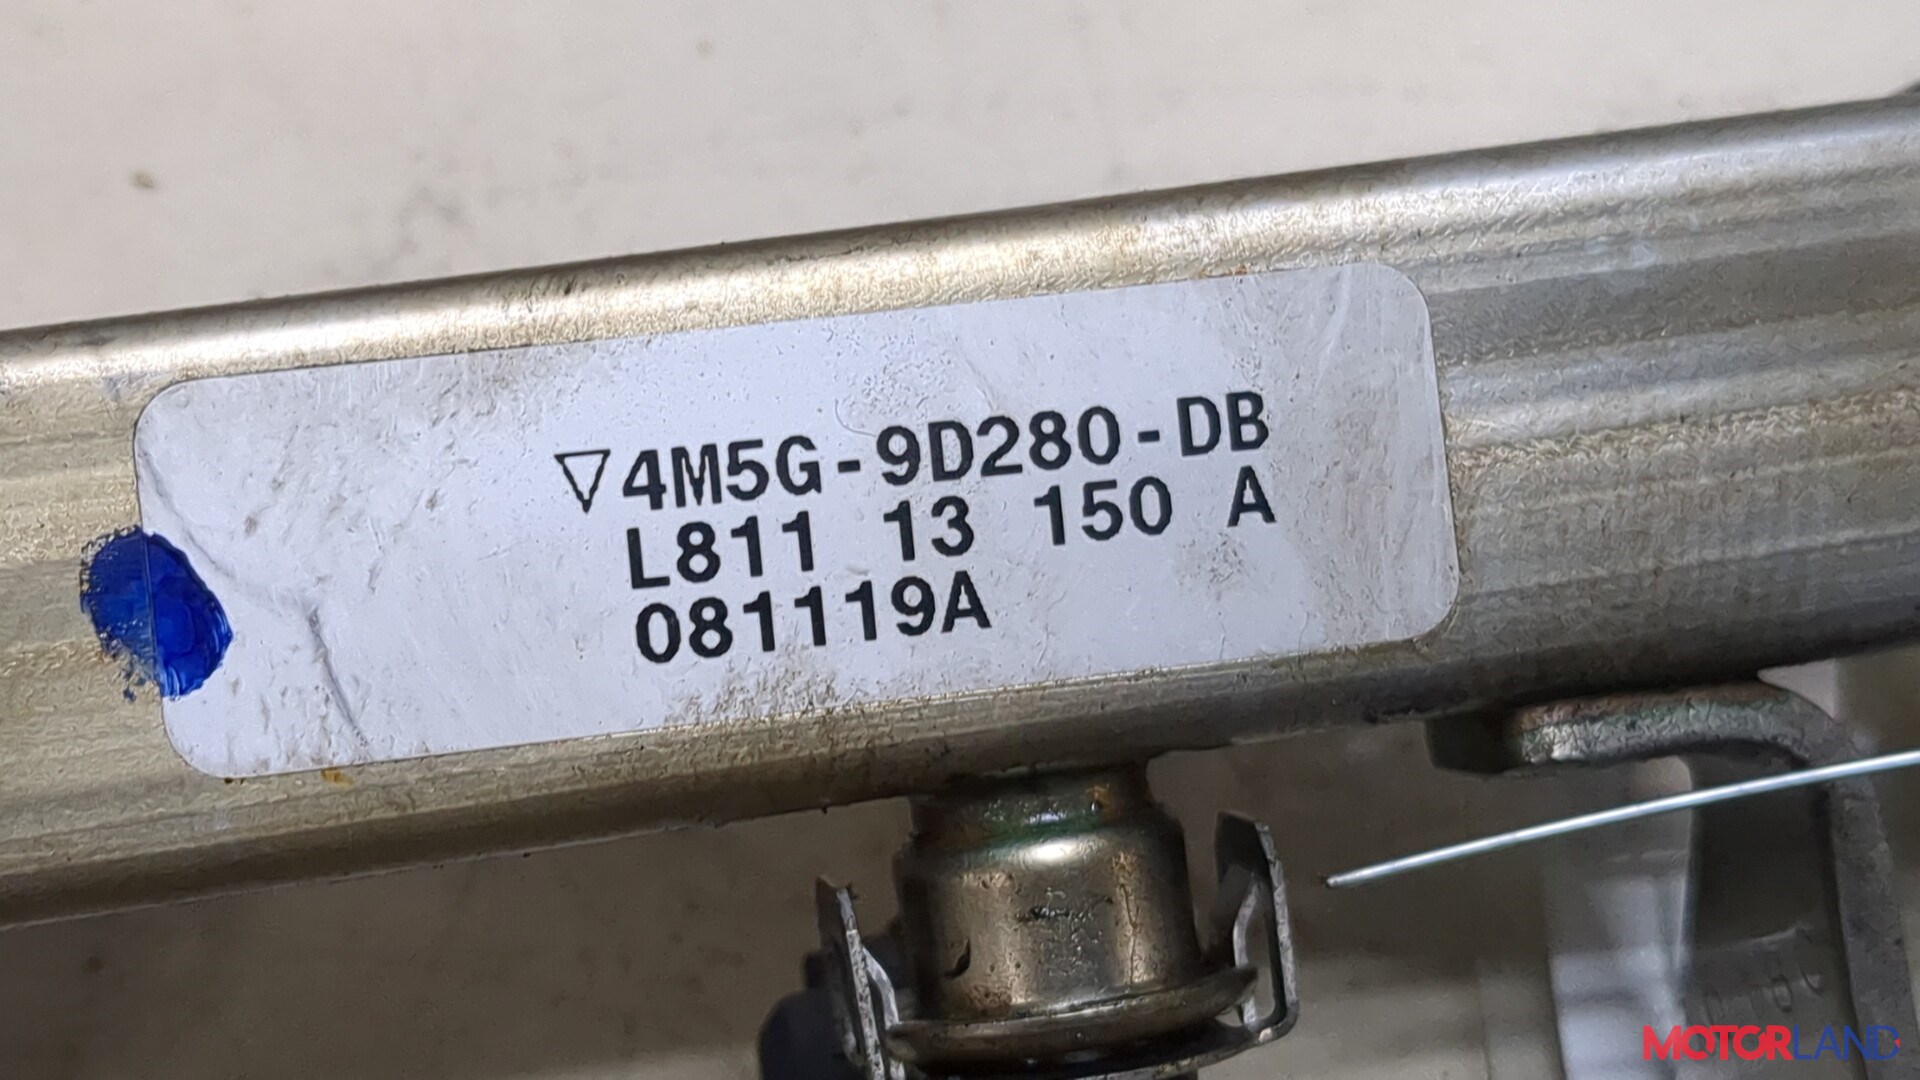 ▽4M5G-9D280-DB
L811 13 150 A
081119A
MOTORLAND